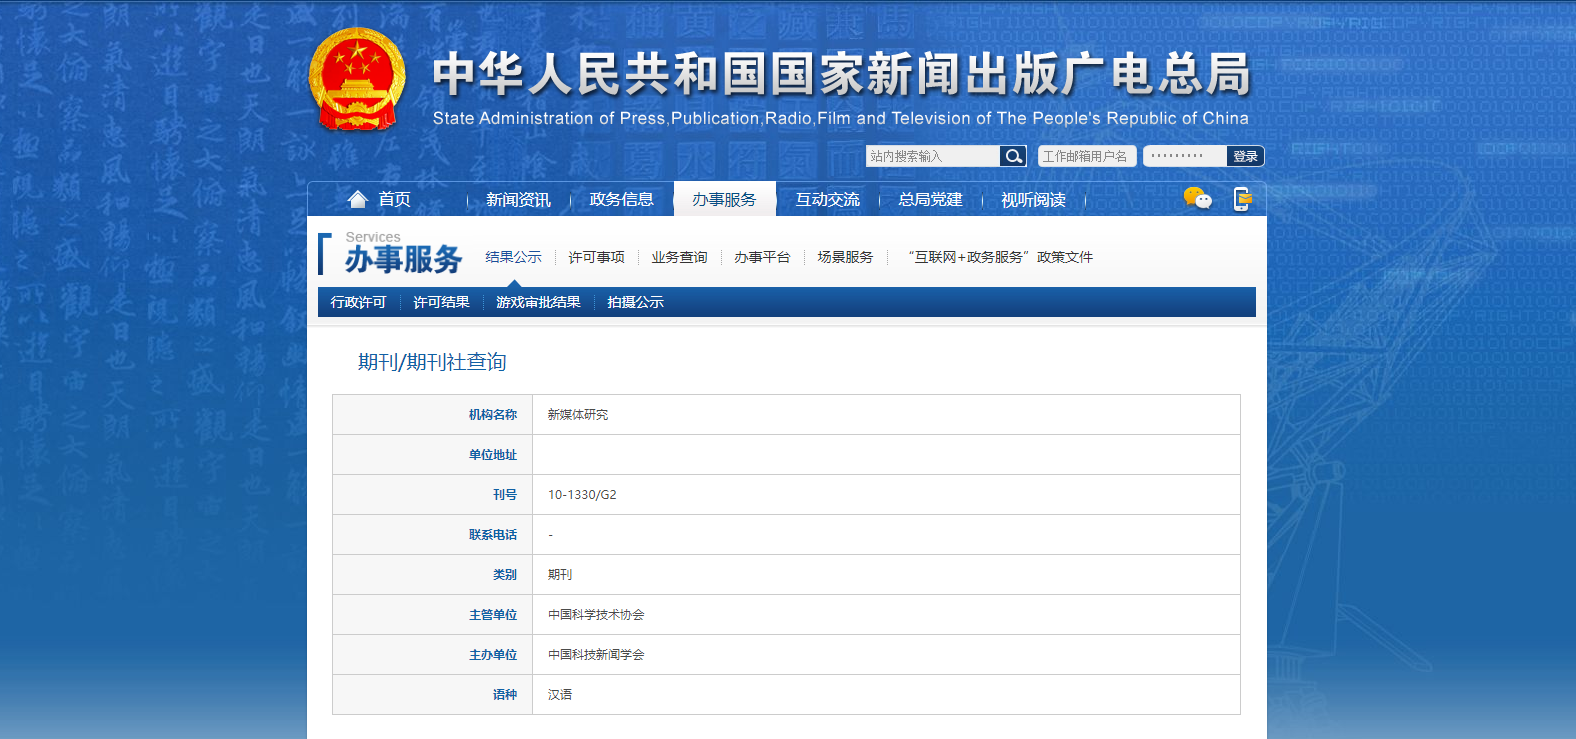 中华人民共和国国家新闻出版广电总局
State Administration of Press,Publication,Radio,Film and Television of The People's Republic of China
站内搜索输入 工作邮箱用户名 ········· 登录
首页 新闻资讯 政务信息 办事服务 互动交流 总局党建 视听阅读
Services
办事服务 结果公示 许可事项 业务查询 办事平台 场景服务 “互联网+政务服务”政策文件
行政许可 许可结果 游戏审批结果 拍摄公示
期刊/期刊社查询
机构名称 新媒体研究
单位地址
刊号 10-1330/G2
联系电话 -
类别 期刊
主管单位 中国科学技术协会
主办单位 中国科技新闻学会
语种 汉语